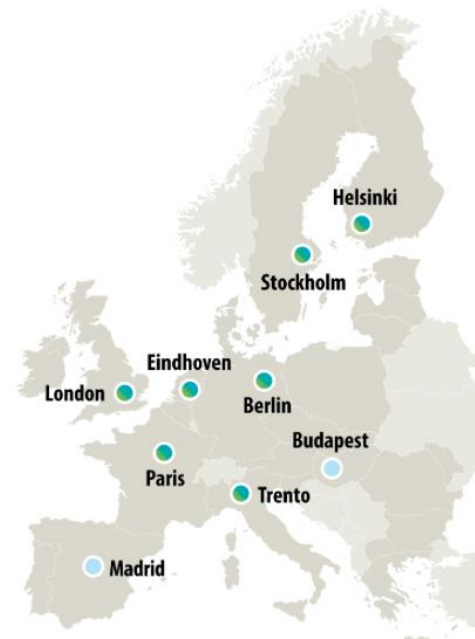 Helsinki
Stockholm
Eindhoven
London
Berlin
Budapest
Paris
Trento
Madrid